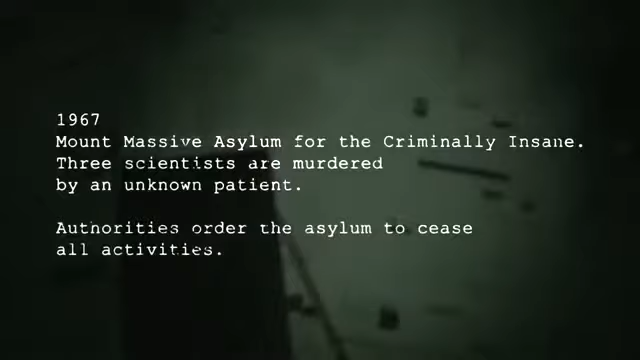 1967
Mount Massive Asylum for the Criminally Insane.
Three scientists are murdered
by an unknown patient.
Authorities order the asylum to cease
all activities.